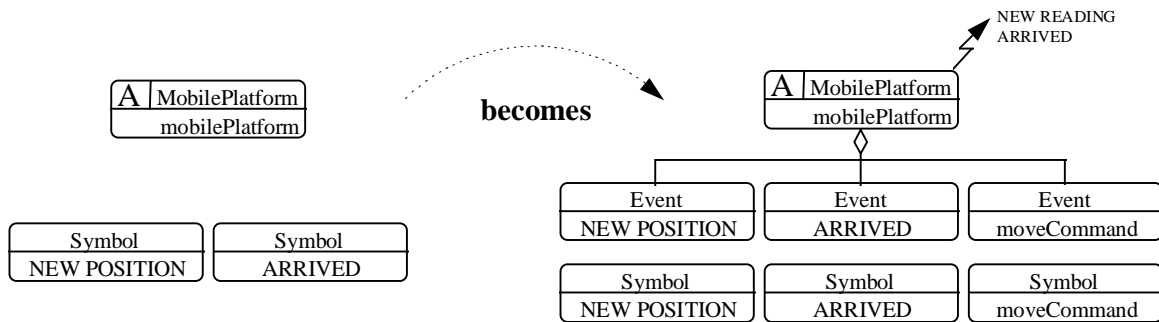 NEW READING
ARRIVED
A MobilePlatform
mobilePlatform
becomes
A MobilePlatform
mobilePlatform
Event Event Event
NEW POSITION ARRIVED moveCommand
Symbol Symbol
NEW POSITION ARRIVED
Symbol Symbol Symbol
NEW POSITION ARRIVED moveCommand